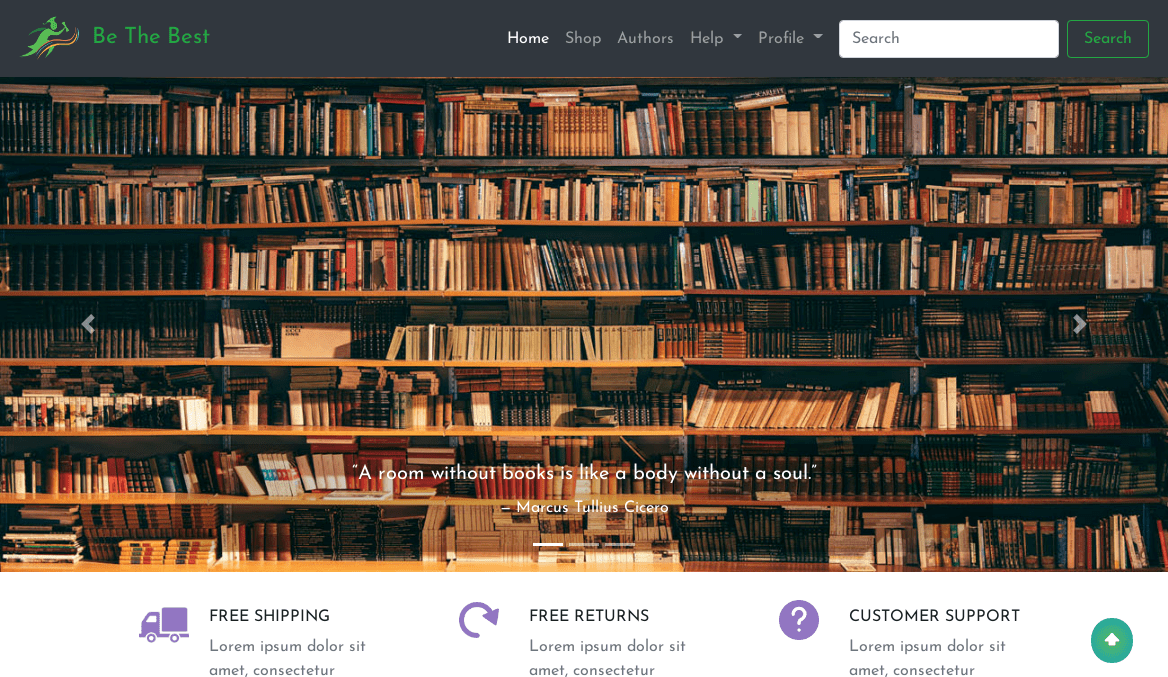 Be The Best
Home Shop Authors Help Profile Search Search
“A room without books is like a body without a soul.”
— Marcus Tullius Cicero
FREE SHIPPING
Lorem ipsum dolor sit
amet, consectetur
FREE RETURNS
Lorem ipsum dolor sit
amet, consectetur
CUSTOMER SUPPORT
Lorem ipsum dolor sit
amet, consectetur